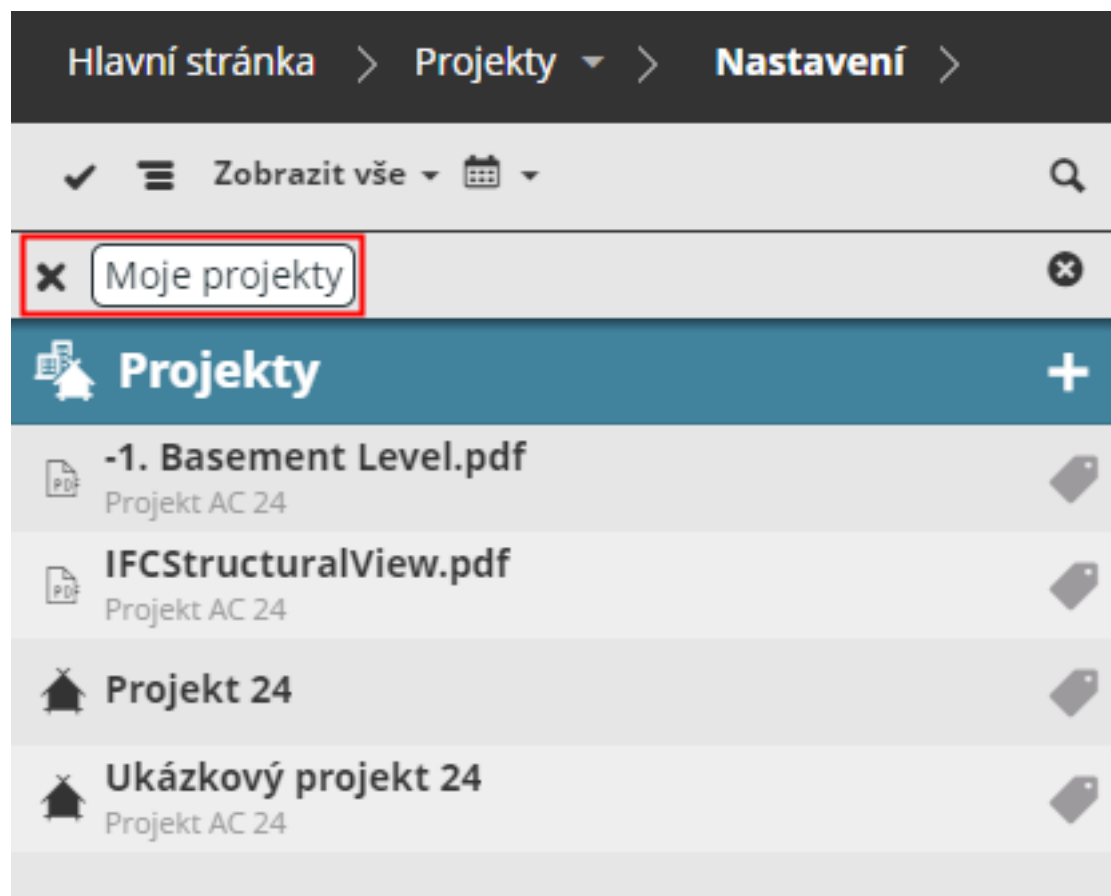 Hlavní stránka > Projekty > Nastavení >
Zobrazit vše
Moje projekty
Projekty
-1. Basement Level.pdf
Projekt AC 24
IFCStructuralView.pdf
Projekt AC 24
Projekt 24
Ukázkový projekt 24
Projekt AC 24